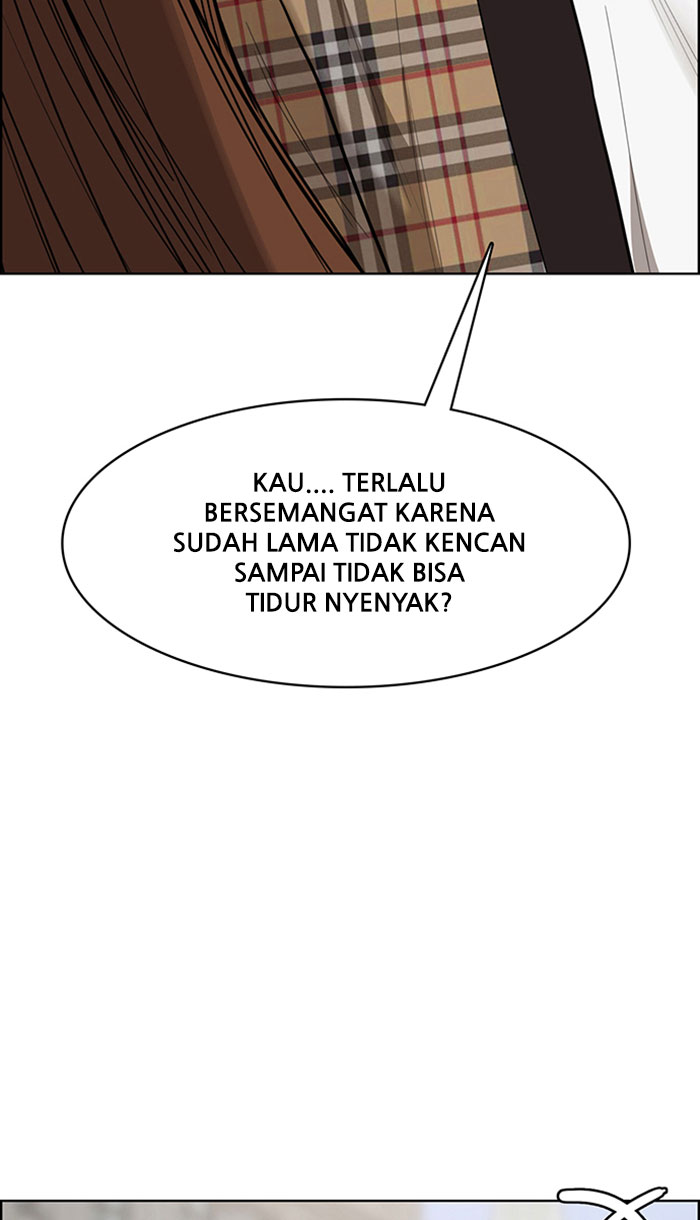 KAU.... TERLALU
BERSEMANGAT KARENA
SUDAH LAMA TIDAK KENCAN
SAMPAI TIDAK BISA
TIDUR NYENYAK?